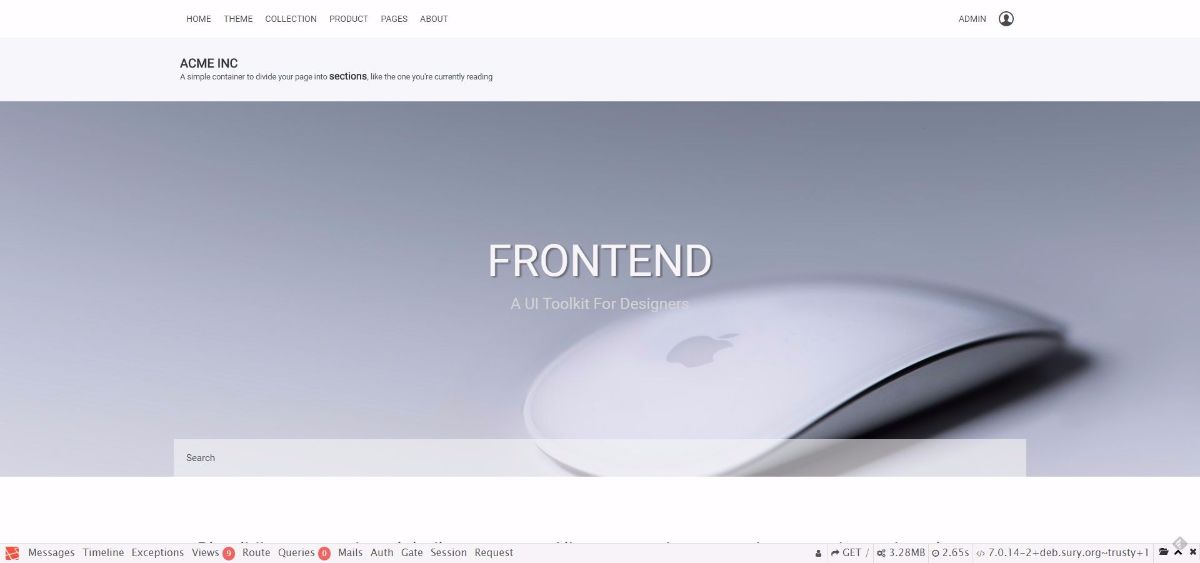 HOME THEME COLLECTION PRODUCT PAGES ABOUT ADMIN
ACME INC
A simple container to divide your page into sections, like the one you're currently reading
FRONTEND
A UI Toolkit For Designers
Search
Messages Timeline Exceptions Views 9 Route Queries 0 Mails Auth Gate Session Request GET / 3.28MB 2.65s 7.0.14-2+deb.sury.org~trusty+1